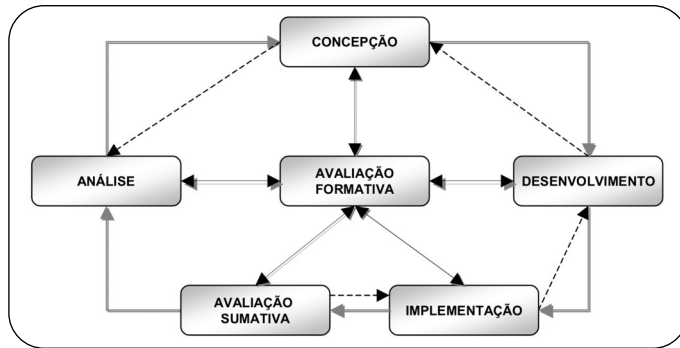 CONCEPÇÃO
ANÁLISE
AVALIAÇÃO
FORMATIVA
DESENVOLVIMENTO
AVALIAÇÃO
SUMATIVA
IMPLEMENTAÇÃO